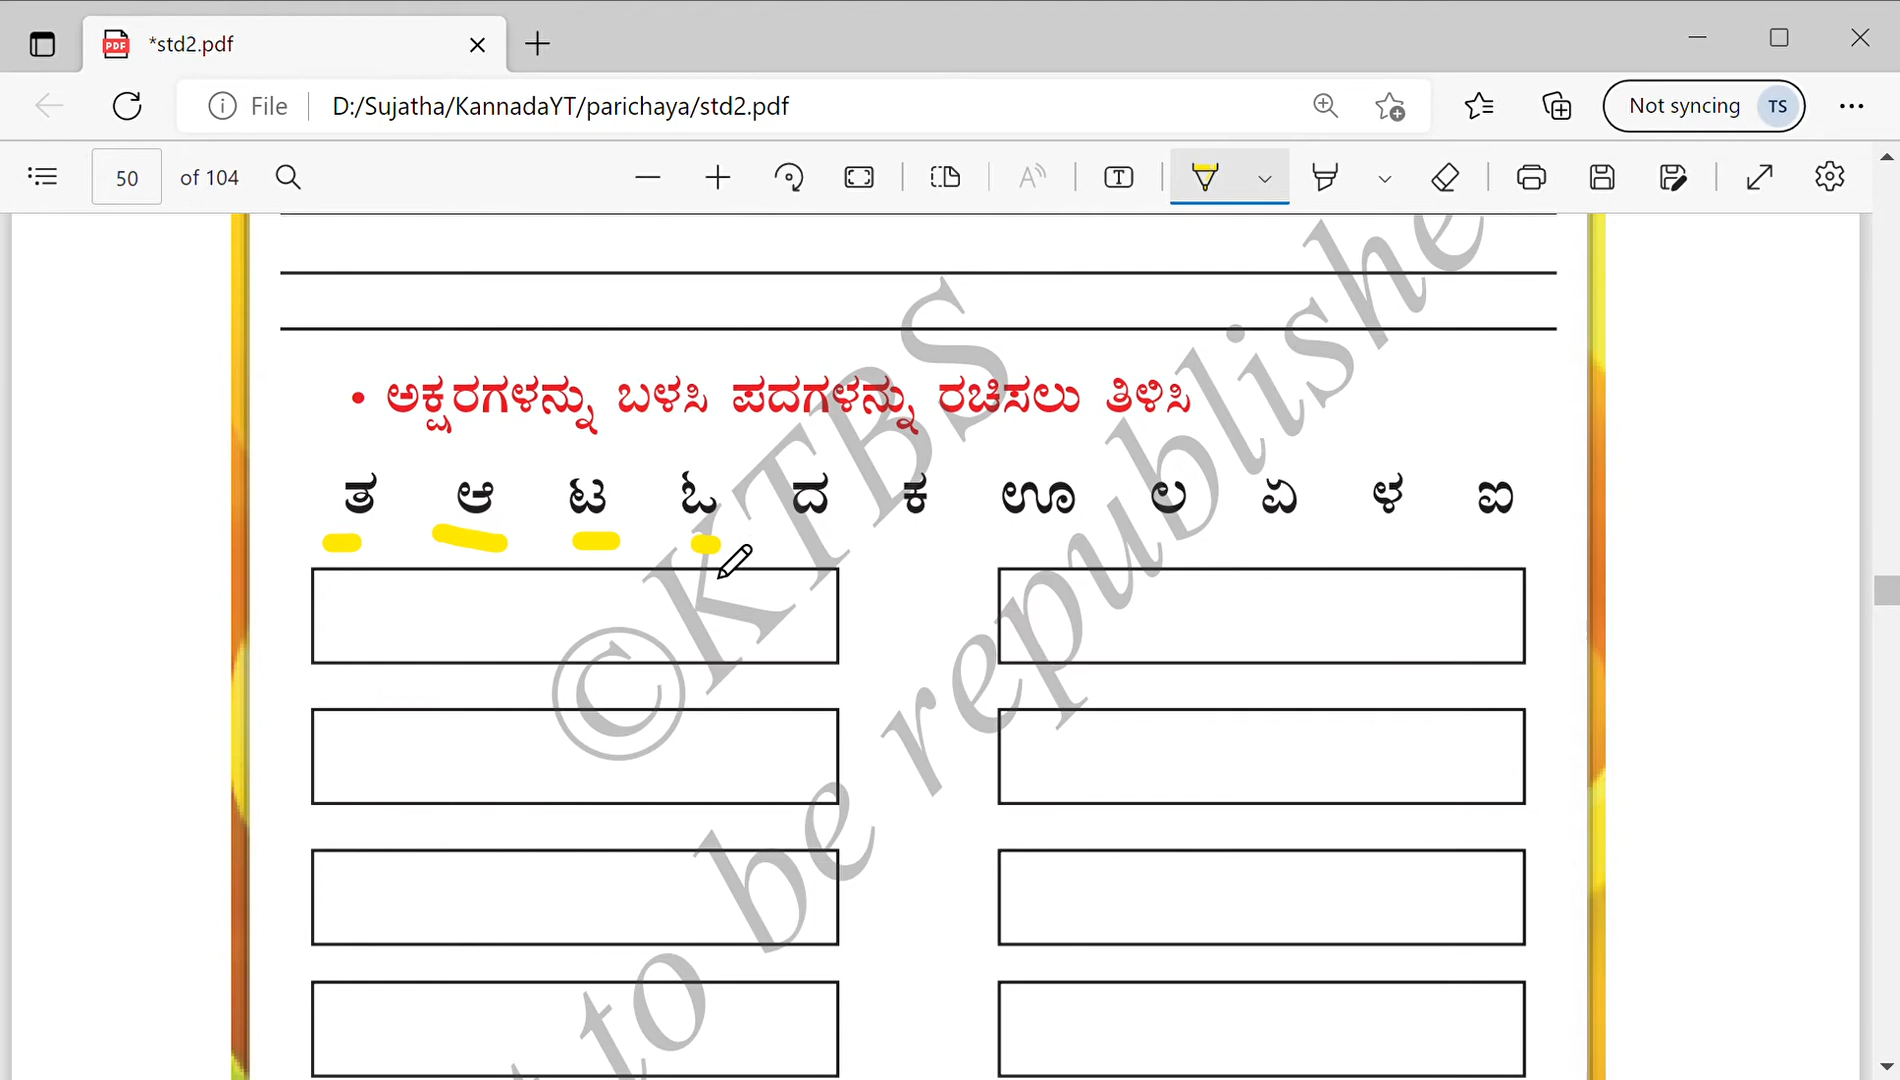 *std2.pdf
File D:/Sujatha/KannadaYT/parichaya/std2.pdf Not syncing TS
50 of 104
• ಅಕ್ಷರಗಳನ್ನು ಬಳಸಿ ಪದಗಳನ್ನು ರಚಿಸಲು ತಿಳಿಸಿ
ತ ಆ ಟ ಓ ದ ಕ ಊ ಲ ಏ ಳ ಐ
©KTBS
t to be republishe